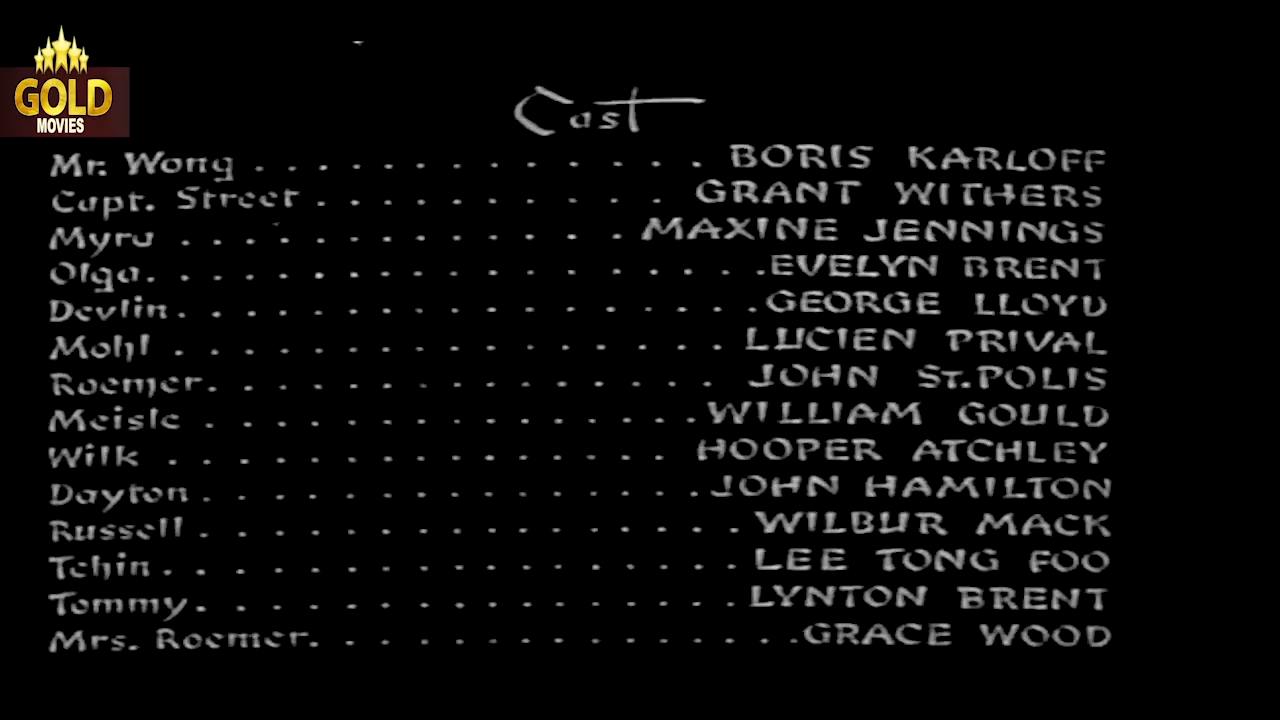 GOLD
MOVIES
Cast
Mr. Wong . . . . . . . . . . . . . BORIS KARLOFF
Capt. Street . . . . . . . . . . GRANT WITHERS
Myra . . . . . . . . . . . . . MAXINE JENNINGS
Olga. . . . . . . . . . . . . . . . . .EVELYN BRENT
Devlin. . . . . . . . . . . . . . . . .GEORGE LLOYD
Mohl . . . . . . . . . . . . . . . . LUCIEN PRIVAL
Roemer. . . . . . . . . . . . . . . JOHN ST.POLIS
Meisle . . . . . . . . . . . . . .WILLIAM GOULD
Wilk . . . . . . . . . . . . . . HOOPER ATCHLEY
Dayton . . . . . . . . . . . . . .JOHN HAMILTON
Russell . . . . . . . . . . . . . . . WILBUR MACK
Tchin . . . . . . . . . . . . . . . . LEE TONG FOO
Tommy. . . . . . . . . . . . . . .LYNTON BRENT
Mrs. Roemer. . . . . . . . . . . . . .GRACE WOOD